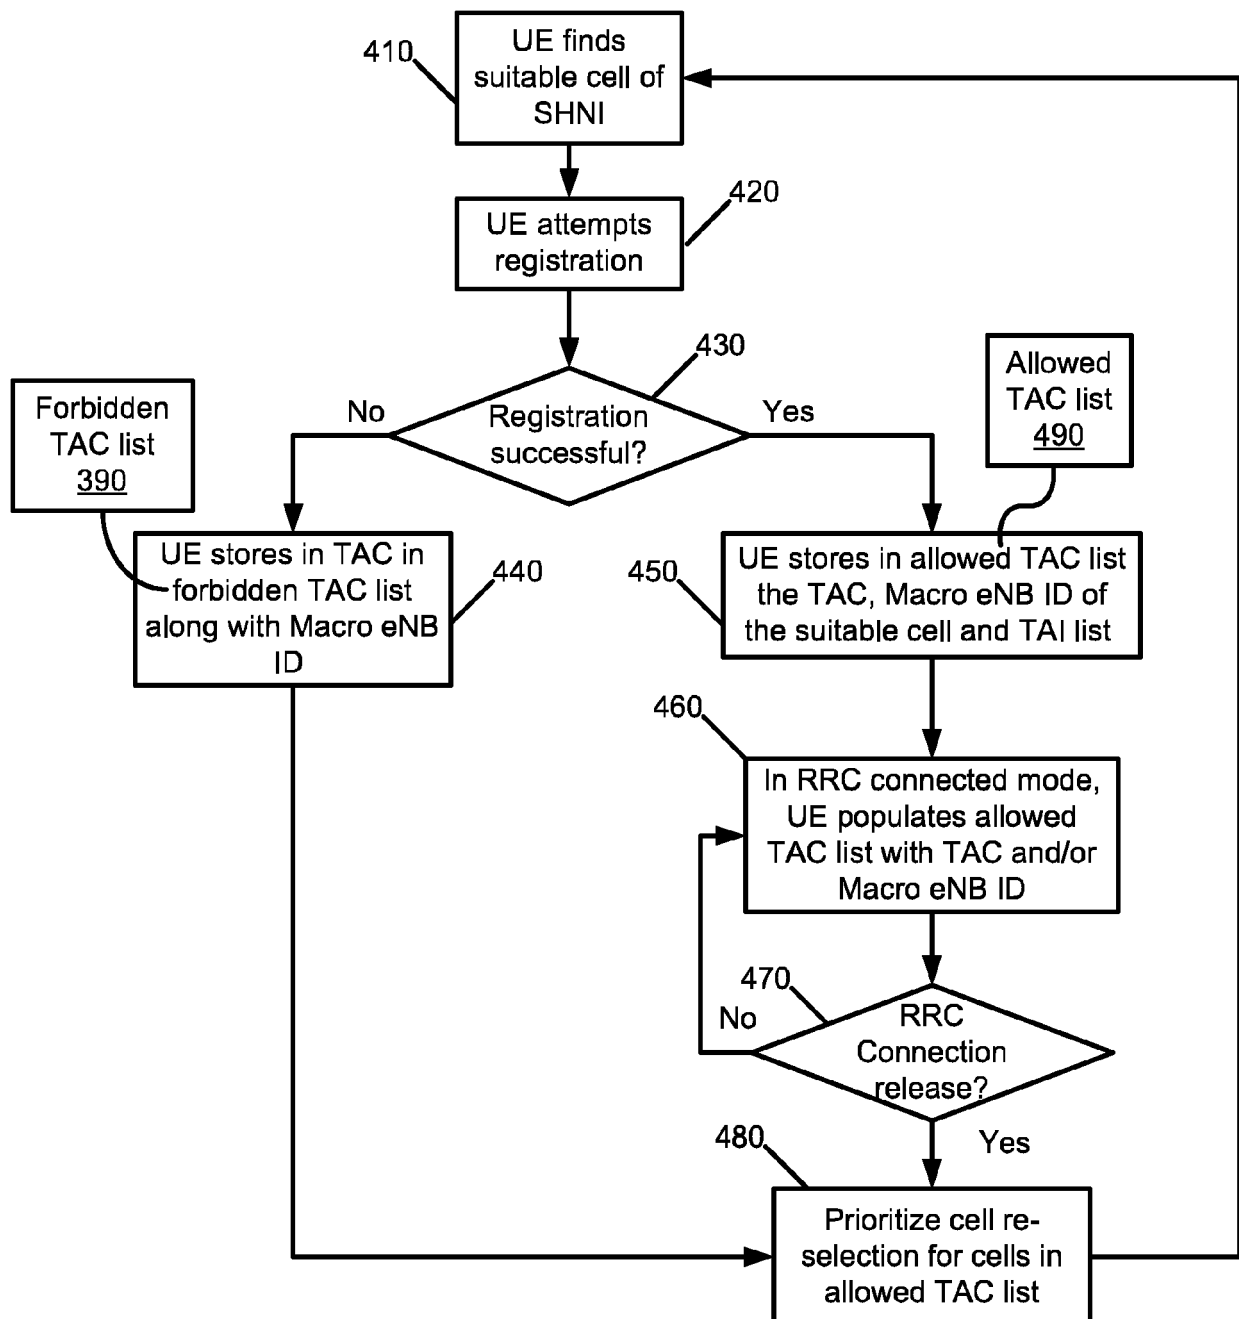 410
UE finds
suitable cell of
SHNI
420
UE attempts
registration
430
Registration
successful?
No
Yes
Forbidden
TAC list
390
Allowed
TAC list
490
UE stores in TAC in
forbidden TAC list
along with Macro eNB
ID
440
450
UE stores in allowed TAC list
the TAC, Macro eNB ID of
the suitable cell and TAI list
460
In RRC connected mode,
UE populates allowed
TAC list with TAC and/or
Macro eNB ID
470
No
RRC
Connection
release?
Yes
480
Prioritize cell re-
selection for cells in
allowed TAC list